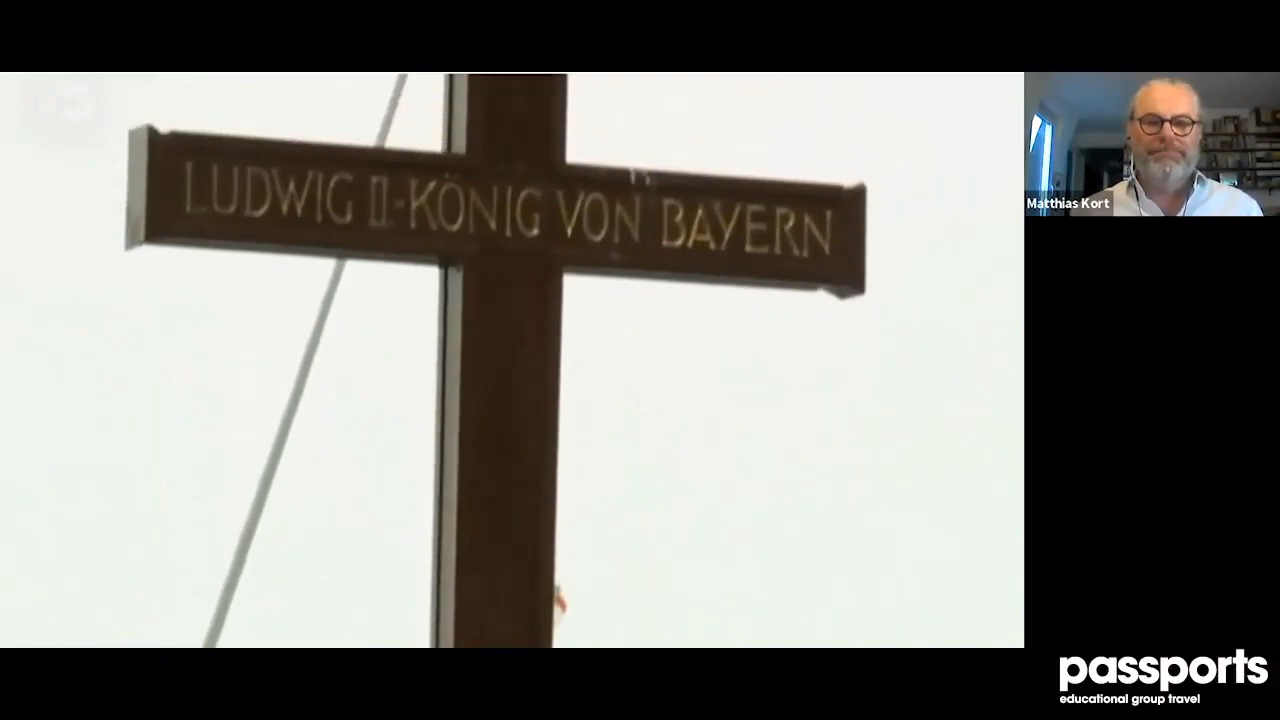 LUDWIG II-KÖNIG VON BAYERN
Matthias Kort
passports
educational group travel